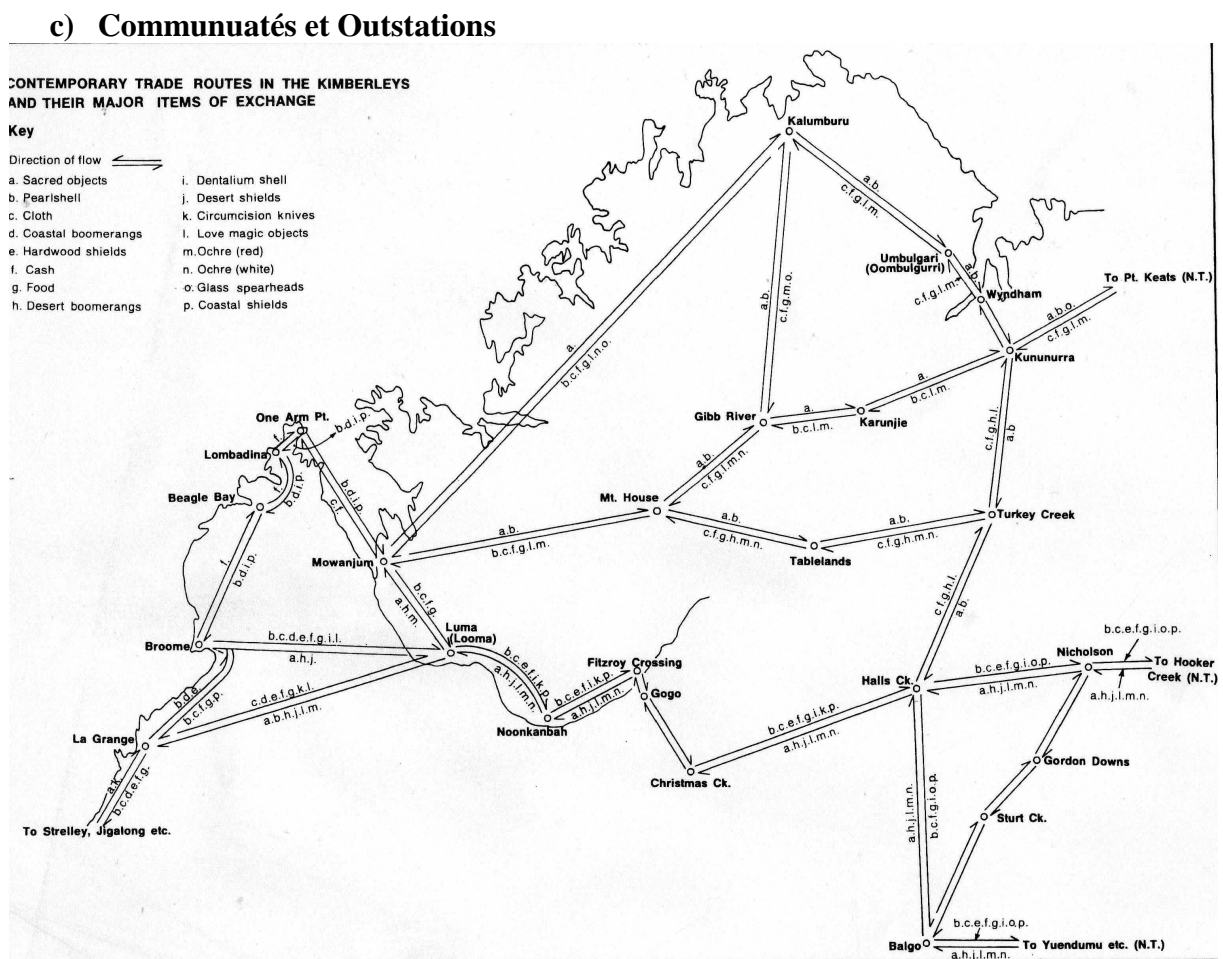 c) Communuatés et Outstations
CONTEMPORARY TRADE ROUTES IN THE KIMBERLEYS
AND THEIR MAJOR ITEMS OF EXCHANGE
Key
Direction of flow
a. Sacred objects
b. Pearlshell
c. Cloth
d. Coastal boomerangs
e. Hardwood shields
f. Cash
g. Food
h. Desert boomerangs
i. Dentalium shell
j. Desert shields
k. Circumcision knives
l. Love magic objects
m. Ochre (red)
n. Ochre (white)
o. Glass spearheads
p. Coastal shields
Kalumburu
a.b.
c.f.g.l.m.
Umbulgari
(Oombulgurri)
a.b.
c.f.g.l.m.
Wyndham
To Pt. Keats (N.T.)
a.b.o.
c.f.g.l.m.
Kununurra
a.b.
c.f.g.m.o.
a.
b.c.f.g.l.n.o.
a.
b.c.l.m.
Gibb River
a.
b.c.l.m.
Karunjie
c.f.g.h.l.
a.b
One Arm Pt.
f.
b.d.i.p.
Lombadina
f.
b.d.i.p.
Beagle Bay
b.d.i.p.
c.f.
a.b.
c.f.g.l.m.n.
Mt. House
a.b.
b.c.f.g.l.m.
a.b.
c.f.g.h.m.n.
a.b.
c.f.g.h.m.n.
Turkey Creek
Tablelands
Mowanjum
f.
b.d.i.p.
b.c.f.g.
a.h.m.
c f.g.h.l.
a.b.
Luma
(Looma)
Broome
b.c.d.e.f.g.i.l.
a.h.j.
b.c.e.f.i.k.p.
a.h.j.l.m.n.
Fitzroy Crossing
b.c.e.f.i.k.p.
a.h.j.l.m.n.
Gogo
Noonkanbah
b.d.e.
b.c.f.g.p.
c.d.e.f.g.k.l.
a.b.h.j.l.m.
La Grange
a.k.
b.c.d.e.f.g.
To Strelley, Jigalong etc.
b.c.e.f.g.i.k.p.
a.h.j.l.m.n.
Christmas Ck.
Halls Ck.
b.c.e.f.g.i.o.p.
a.h.j.l.m.n.
Nicholson
b.c.e.f.g.i.o.p.
To Hooker
Creek (N.T.)
a.h.j.l.m.n.
Gordon Downs
Sturt Ck.
a.h.j.l.m.n.
b.c.f.g.i.o.p.
Balgo
b.c.e.f.g.i.o.p.
To Yuendumu etc. (N.T.)
a.h.j.l.m.n.